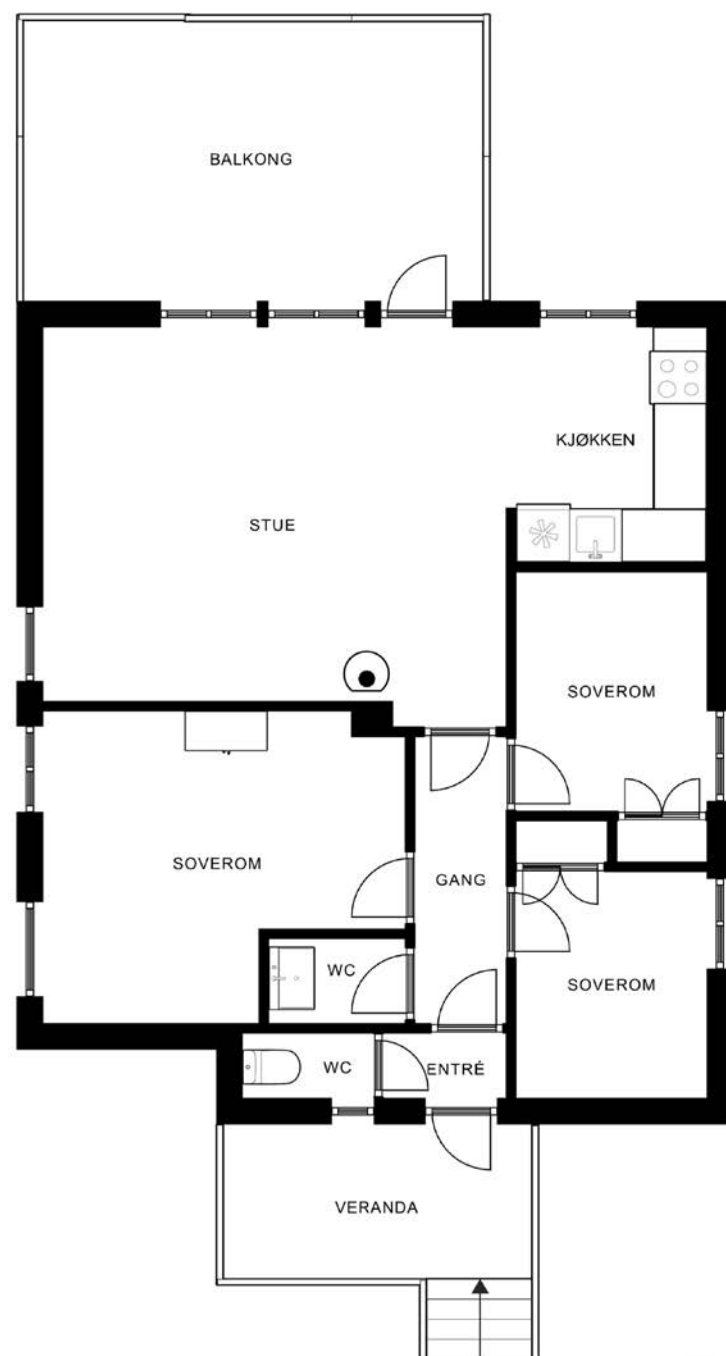 BALKONG
KJØKKEN
STUE
SOVEROM
SOVEROM
GANG
WC
SOVEROM
WC
ENTRÉ
VERANDA